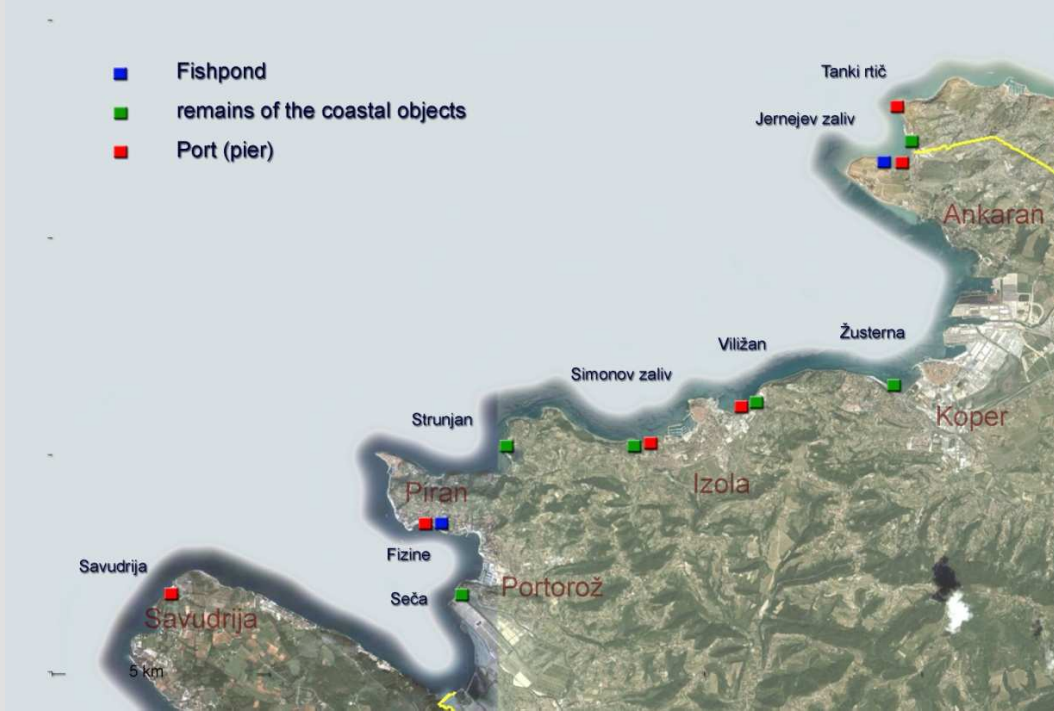 Fishpond
remains of the coastal objects
Port (pier)
Tanki rtič
Jernejev zaliv
Ankaran
Žusterna
Viližan
Simonov zaliv
Strunjan
Koper
Izola
Piran
Fizine
Savudrija
Portorož
Seča
Savudrija
5 km